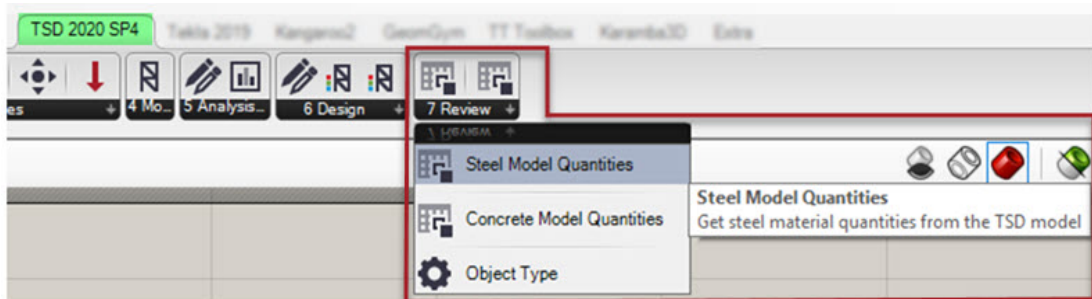 TSD 2020 SP4 Tekla 2019 Kangaroo2 GeomGym TT Toolbox Karamba3D Extra
es 4 Mo... 5 Analysis... 6 Design 7 Review
7 Review
Steel Model Quantities
Steel Model Quantities
Get steel material quantities from the TSD model
Concrete Model Quantities
Object Type